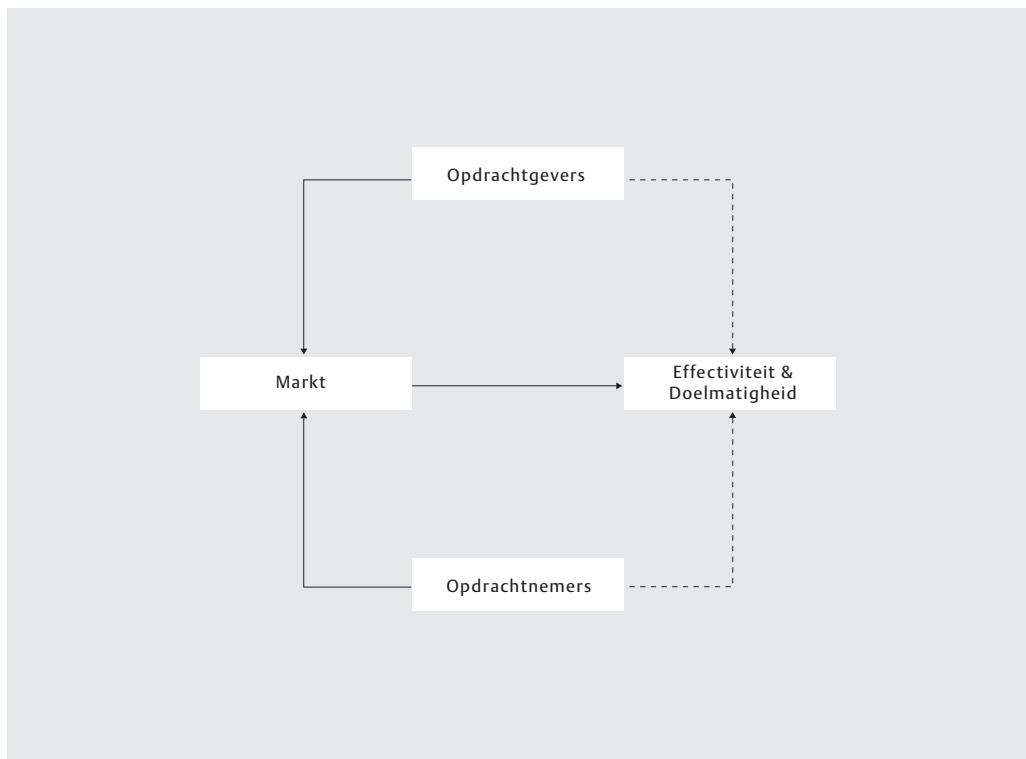 Opdrachtgevers
Markt
Effectiviteit &
Doelmatigheid
Opdrachtnemers